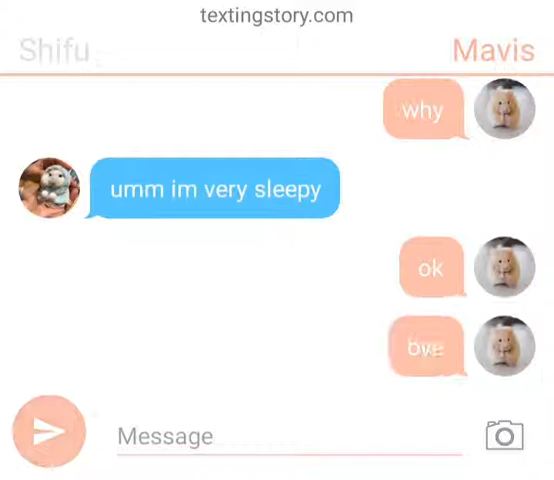 textingstory.com
Shifu
Mavis
why
umm im very sleepy
ok
bye
Message